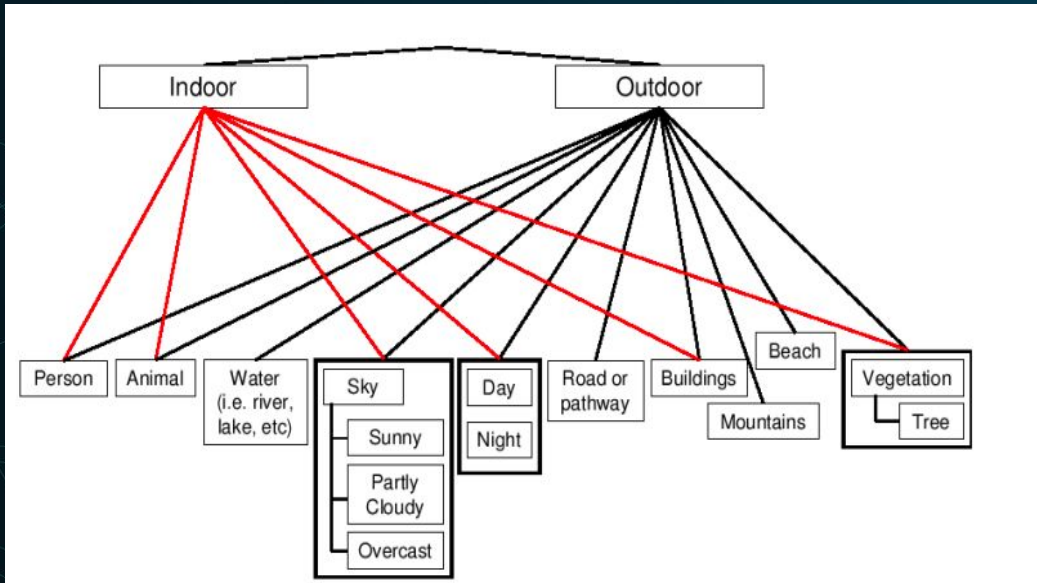 Indoor
Outdoor
Person
Animal
Water
(i.e. river,
lake, etc)
Sky
Sunny
Partly
Cloudy
Overcast
Day
Night
Road or
pathway
Buildings
Mountains
Beach
Vegetation
Tree